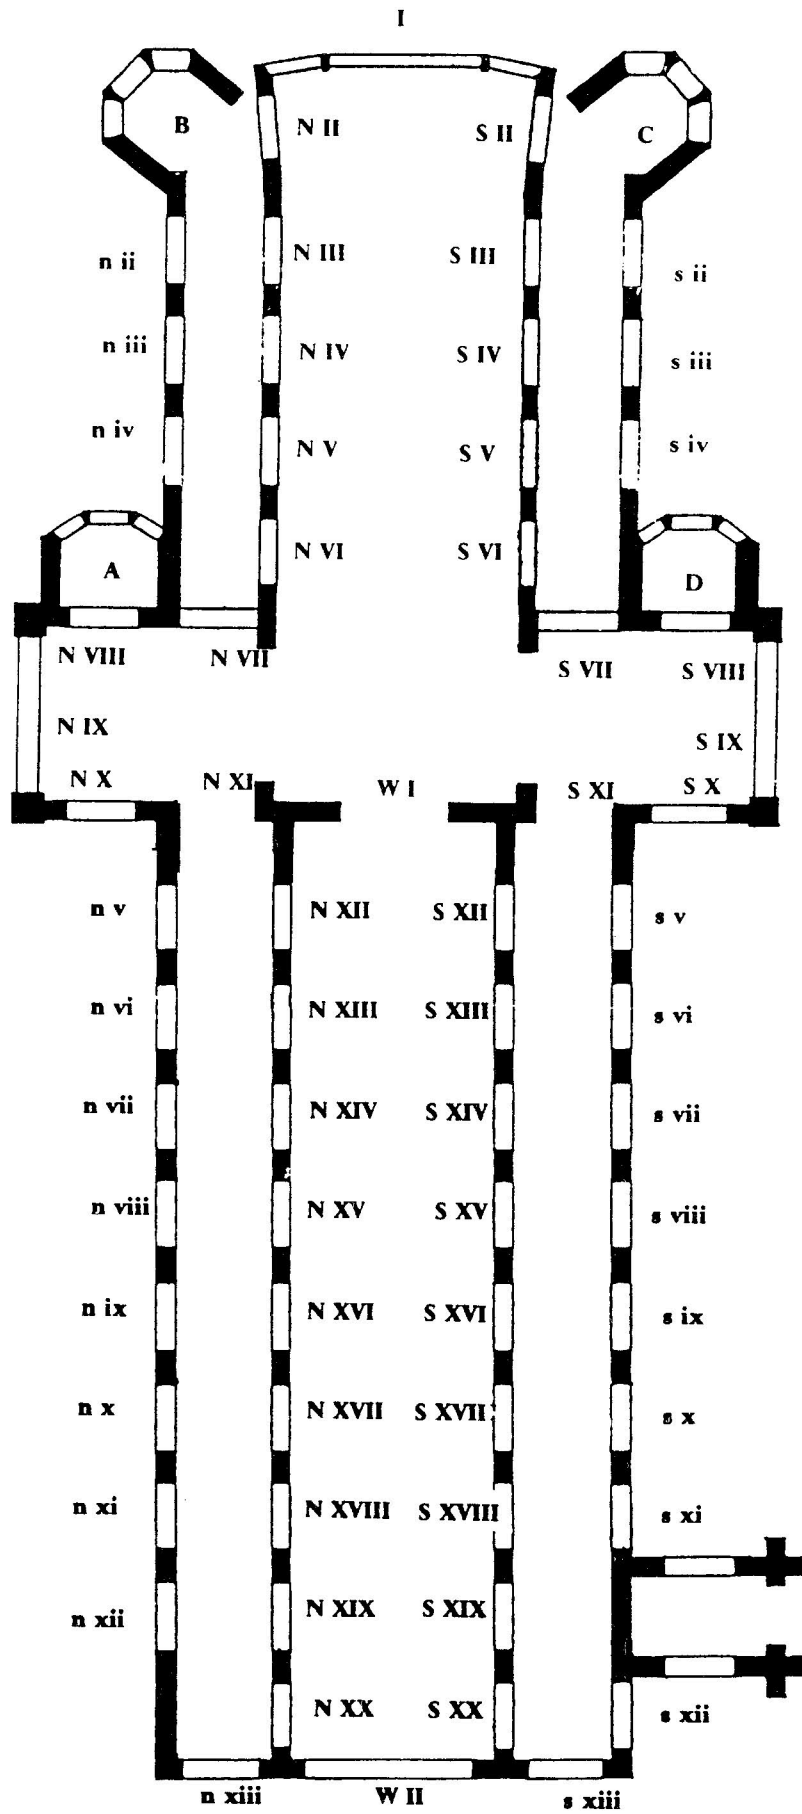 I
B N II S II C
n ii N III S III s ii
n iii N IV S IV s iii
n iv N V S V s iv
N VI S VI
A D
N VIII N VII S VII S VIII
N IX S IX
N X N XI W I S XI S X
n v N XII S XII s v
n vi N XIII S XIII s vi
n vii N XIV S XIV s vii
n viii N XV S XV s viii
n ix N XVI S XVI s ix
n x N XVII S XVII s x
n xi N XVIII S XVIII s xi
n xii N XIX S XIX
N XX S XX s xii
n xiii W II s xiii